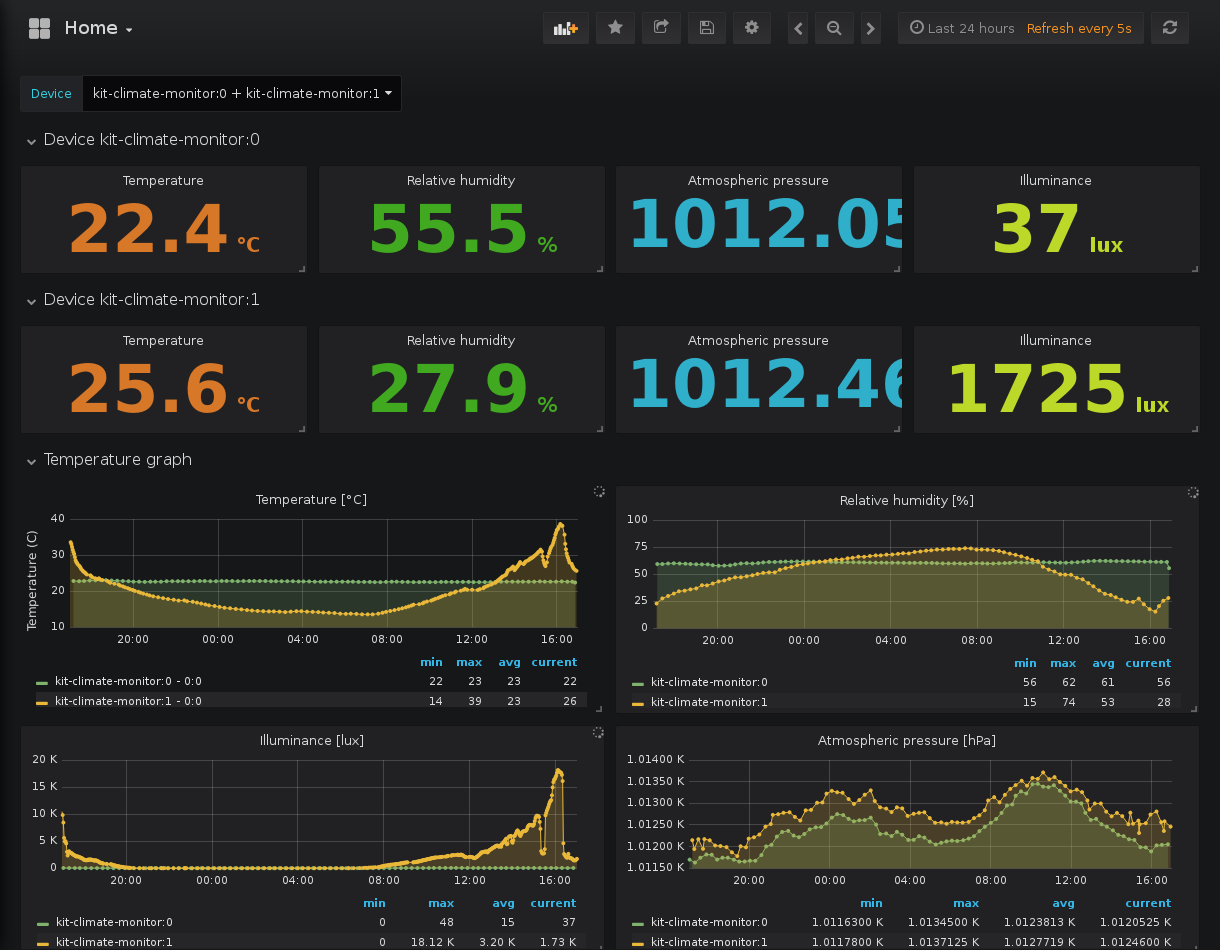 Home
Last 24 hours Refresh every 5s
Device kit-climate-monitor:0 + kit-climate-monitor:1
Device kit-climate-monitor:0
Temperature Relative humidity Atmospheric pressure Illuminance
22.4 °C 55.5 % 1012.05 37 lux
Device kit-climate-monitor:1
Temperature Relative humidity Atmospheric pressure Illuminance
25.6 °C 27.9 % 1012.46 1725 lux
Temperature graph
Temperature [°C]
Temperature (C)
40
30
20
10
20:00 00:00 04:00 08:00 12:00 16:00
min max avg current
kit-climate-monitor:0 - 0:0 22 23 23 22
kit-climate-monitor:1 - 0:0 14 39 23 26
Relative humidity [%]
100
75
50
25
0
20:00 00:00 04:00 08:00 12:00 16:00
min max avg current
kit-climate-monitor:0 56 62 61 56
kit-climate-monitor:1 15 74 53 28
Illuminance [lux]
20 K
15 K
10 K
5 K
0
20:00 00:00 04:00 08:00 12:00 16:00
min max avg current
kit-climate-monitor:0 0 48 15 37
kit-climate-monitor:1 0 18.12 K 3.20 K 1.73 K
Atmospheric pressure [hPa]
1.01400 K
1.01350 K
1.01300 K
1.01250 K
1.01200 K
1.01150 K
20:00 00:00 04:00 08:00 12:00 16:00
min max avg current
kit-climate-monitor:0 1.0116300 K 1.0134500 K 1.0123813 K 1.0120525 K
kit-climate-monitor:1 1.0117800 K 1.0137125 K 1.0127719 K 1.0124600 K